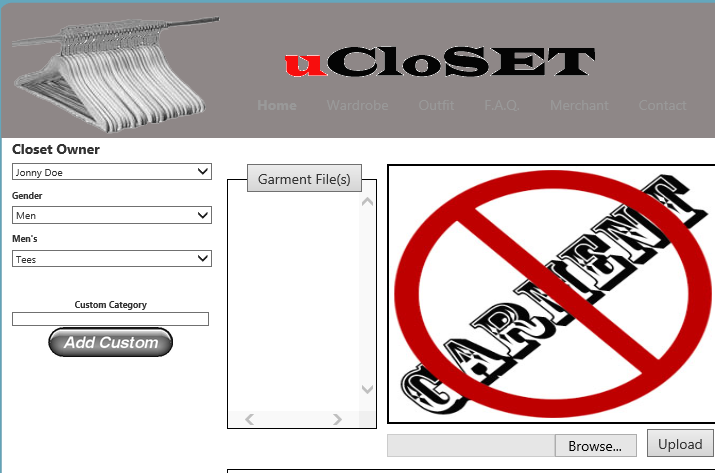 uCloSET
Home Wardrobe Outfit F.A.Q. Merchant Contact
Closet Owner
Jonny Doe
Gender
Men
Men's
Tees
Custom Category
Add Custom
Garment File(s)
GARMENT
Browse... Upload